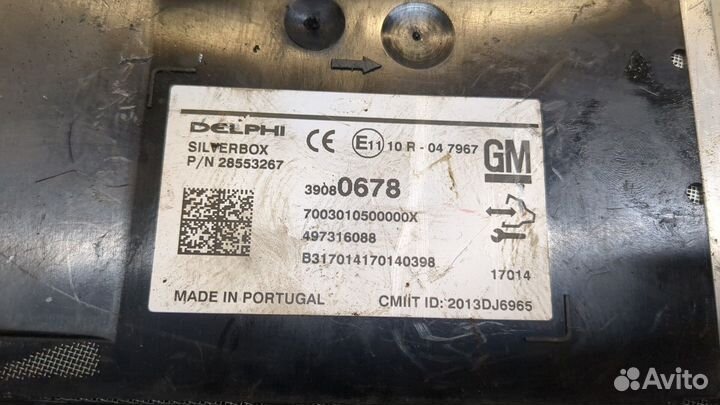 DELPHI
SILVERBOX
P/N 28553267
CE E11 10 R - 04 7967
GM
39080678
7003010500000X
497316088
B317014170140398
17014
MADE IN PORTUGAL
CMIIT ID: 2013DJ6965
Avito